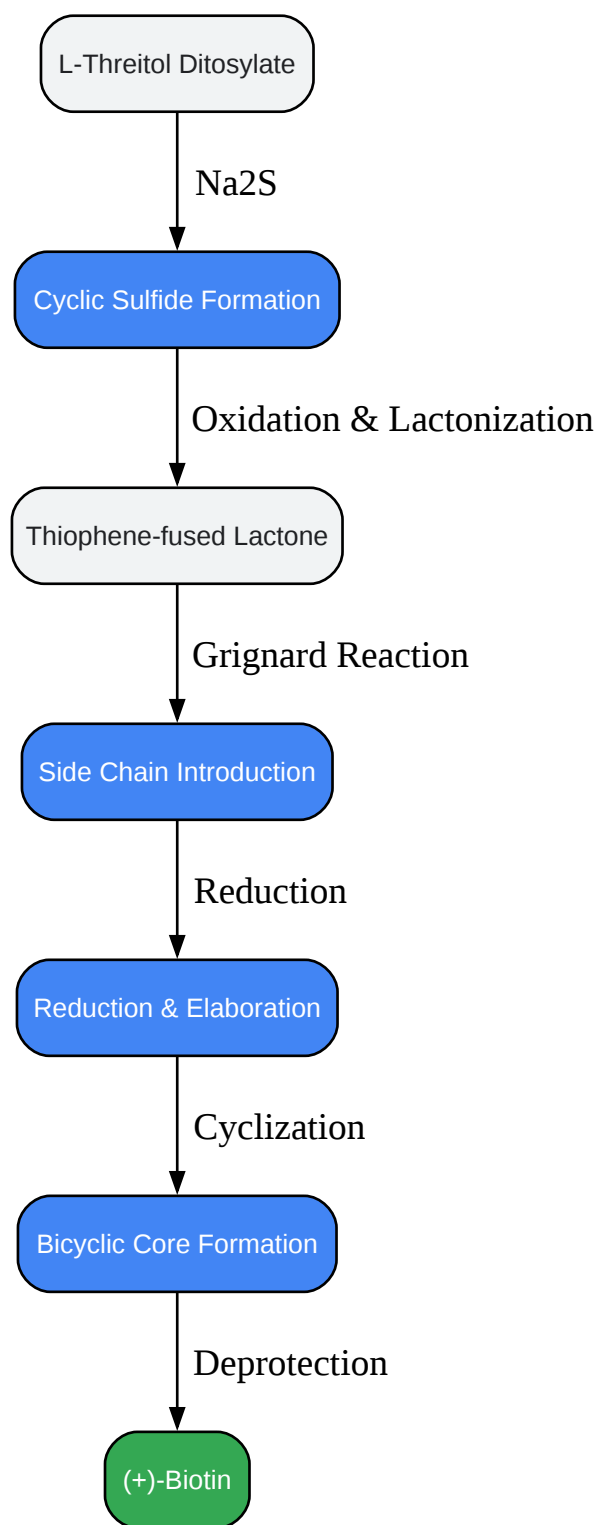 L-Threitol Ditosylate
Na2S
Cyclic Sulfide Formation
Oxidation & Lactonization
Thiophene-fused Lactone
Grignard Reaction
Side Chain Introduction
Reduction
Reduction & Elaboration
Cyclization
Bicyclic Core Formation
Deprotection
(+)-Biotin